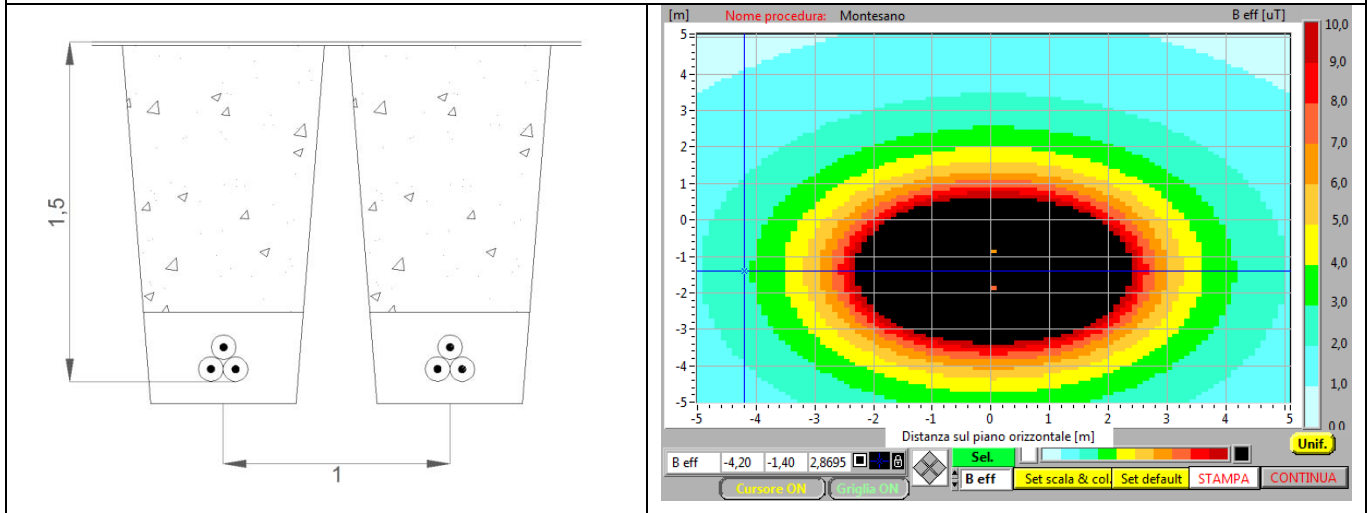 1,5
1
[m] Nome procedura: Montesano B eff [uT]
10,0
9,0
8,0
7,0
6,0
5,0
4,0
3,0
2,0
1,0
0,0
5
4
3
2
1
0
-1
-2
-3
-4
-5
-5 -4 -3 -2 -1 0 1 2 3 4 5
Distanza sul piano orizzontale [m]
Unif.
B eff -4,20 -1,40 2,8695
Sel.
B eff
Set scala & col. Set default STAMPA CONTINUA
Cursore ON Griglia ON